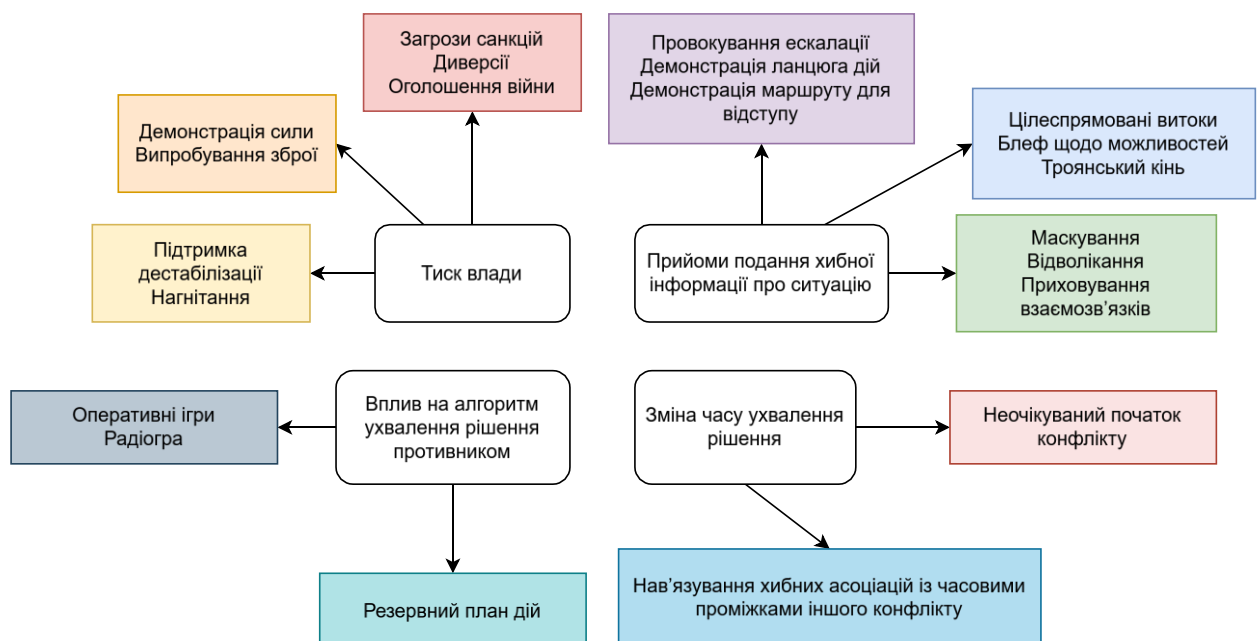 Загрози санкцій
Диверсії
Оголошення війни
Провокування ескалації
Демонстрація ланцюга дій
Демонстрація маршруту для
відступу
Демонстрація сили
Випробування зброї
Цілеспрямовані витоки
Блеф щодо можливостей
Троянський кінь
Підтримка
дестабілізації
Нагнітання
Тиск влади
Прийоми подання хибної
інформації про ситуацію
Маскування
Відволікання
Приховування
взаємозв’язків
Оперативні ігри
Радіогра
Вплив на алгоритм
ухвалення рішення
противником
Зміна часу ухвалення
рішення
Неочікуваний початок
конфлікту
Резервний план дій
Нав’язування хибних асоціацій із часовими
проміжками іншого конфлікту